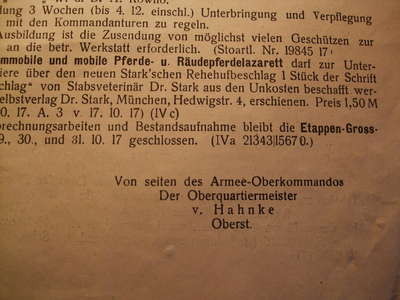 dung 3 Wochen (bis 4. 12. einschl.) Unterbringung und Verpflegung
mit den Kommandanturen zu regeln.
Ausbildung ist die Zusendung von möglichst vielen Geschützen zur
an die betr. Werkstatt erforderlich. (Stoartl. Nr. 19845 17
mmobile und mobile Pferde- u. Räudepferdelazarett darf zur Unter-
iere über den neuen Stark'schen Rehehufbeschlag 1 Stück der Schrift
chlag" von Stabsveterinär Dr. Stark aus den Unkosten beschafft wer-
elbstverlag Dr. Stark, München, Hedwigstr. 4, erschienen. Preis 1,50 M
0. 17. A. 3 v. 17. 10. 17) (IV c)
brechnungsarbeiten und Bestandsaufnahme bleibt die Etappen-Gross-
9., 30., und 31. 10. 17 geschlossen. (IVa 21343|15670.)
Von seiten des Armee-Oberkommandos
Der Oberquartiermeister
v. Hahnke
Oberst.